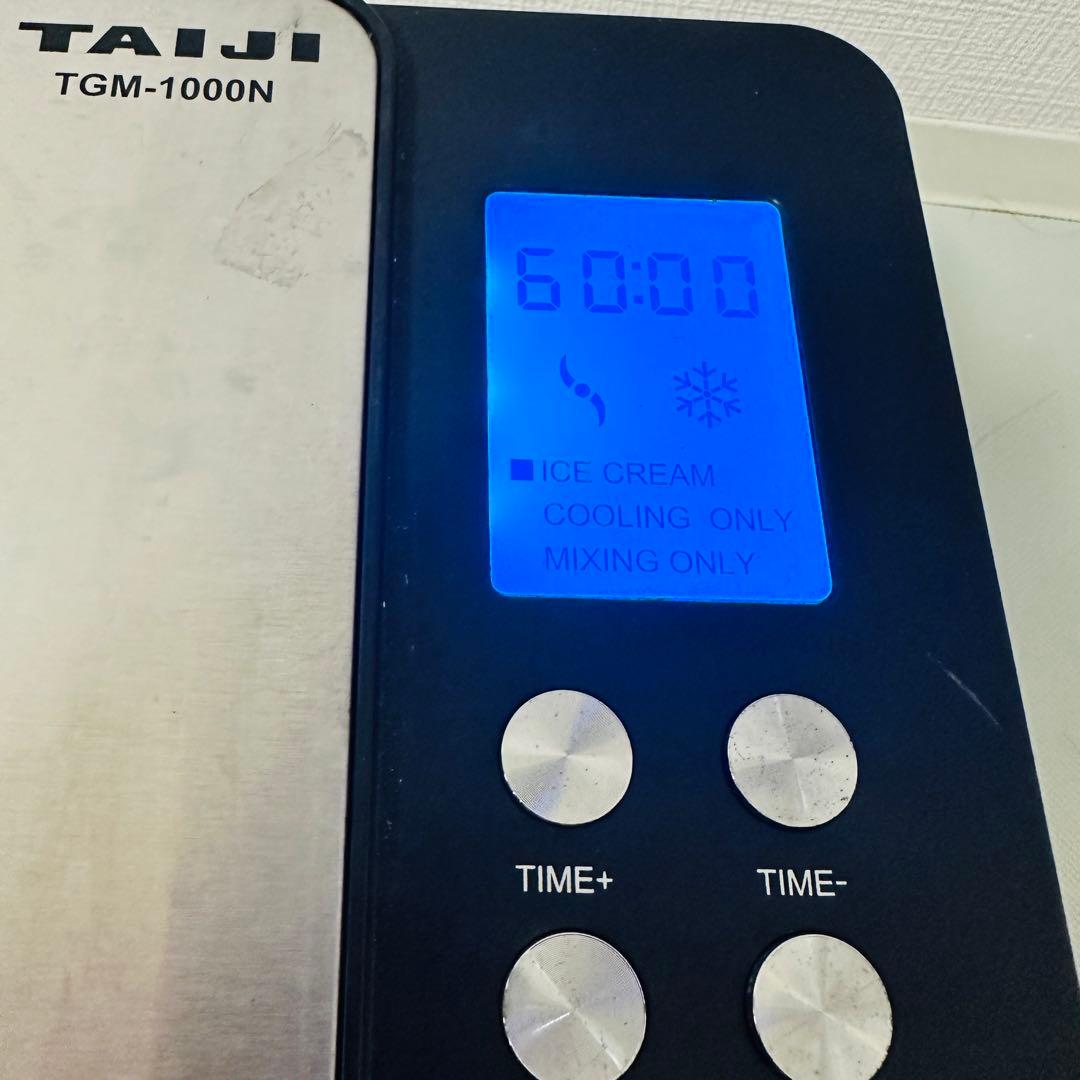 TAIJI
TGM-1000N
60:00
ICE CREAM
COOLING ONLY
MIXING ONLY
TIME+
TIME-